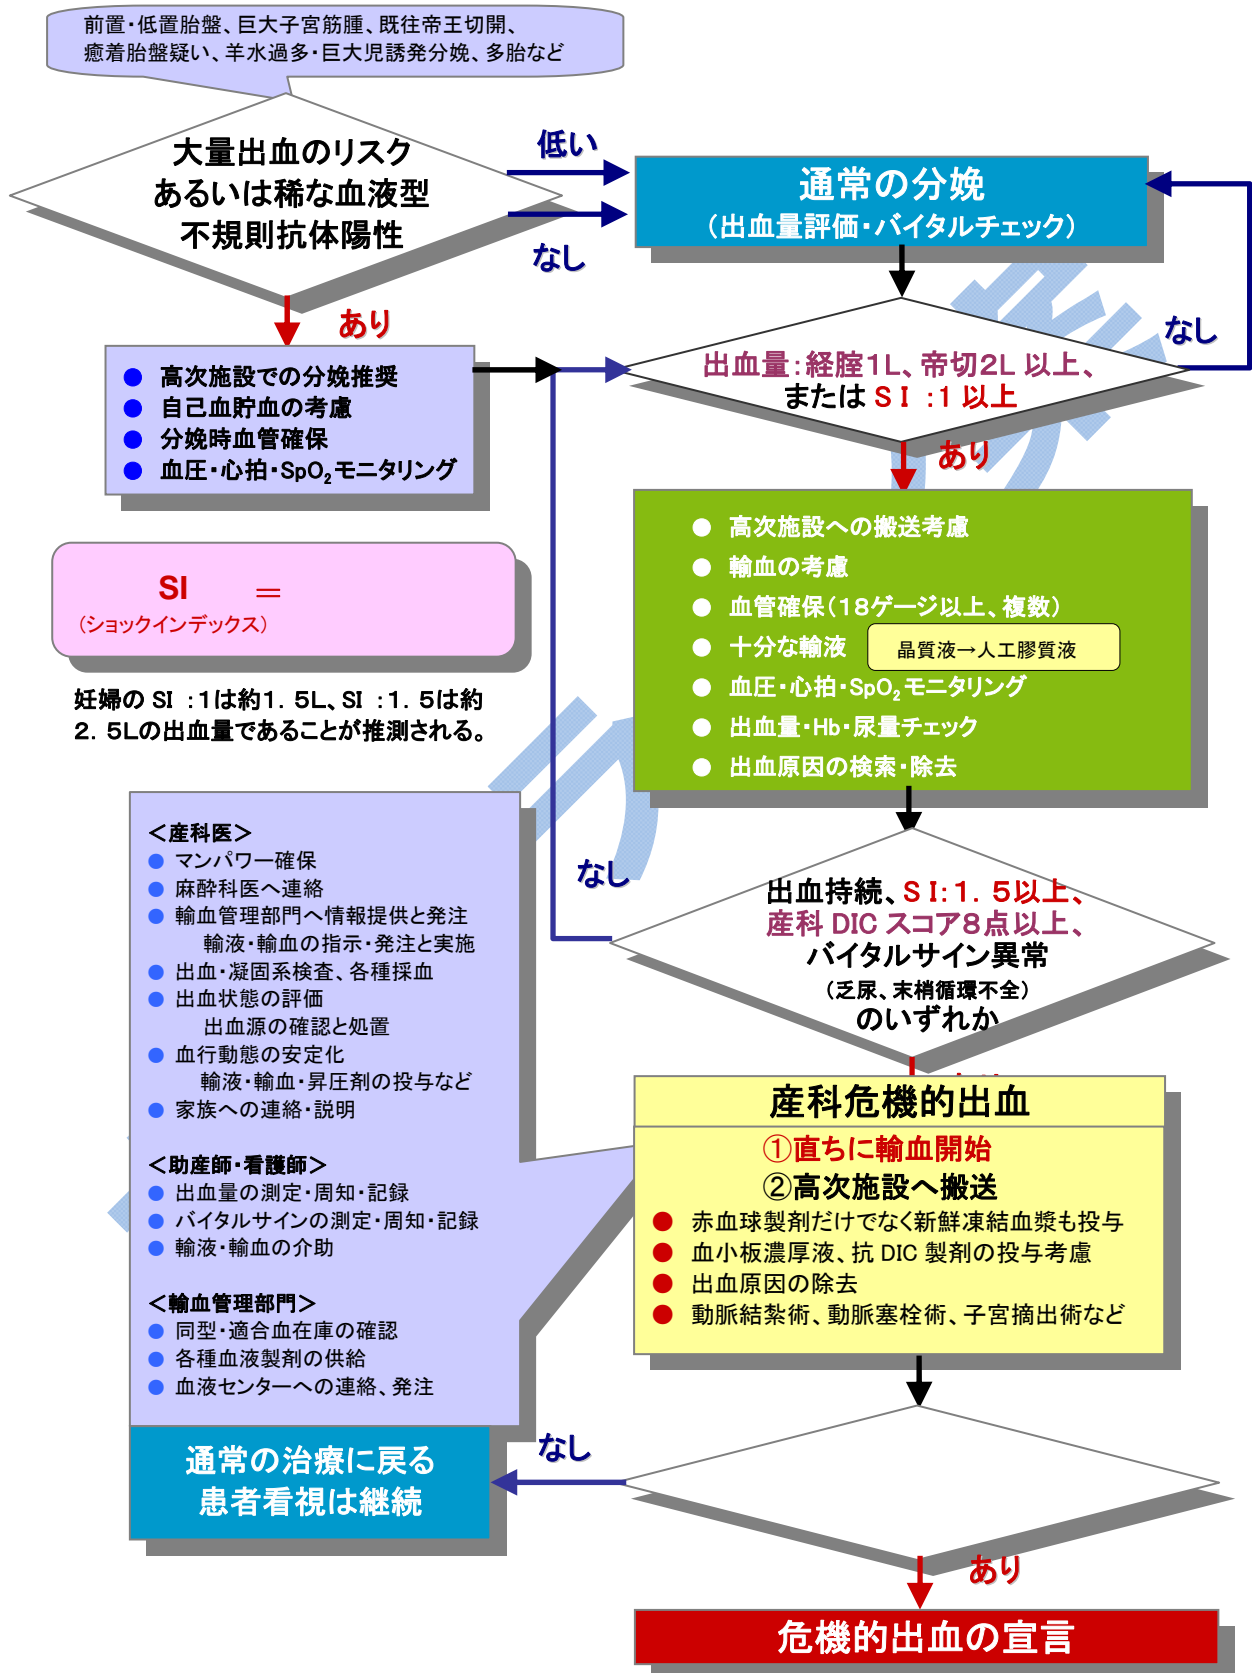 前置・低置胎盤、巨大子宮筋腫、既往帝王切開、
癒着胎盤疑い、羊水過多・巨大児誘発分娩、多胎など
大量出血のリスク
あるいは稀な血液型
不規則抗体陽性
低い
なし
通常の分娩
（出血量評価・バイタルチェック）
あり
なし
高次施設での分娩推奨
自己血貯血の考慮
分娩時血管確保
血圧・心拍・SpO₂モニタリング
出血量：経腟1L、帝切2L 以上、
または SI ：1 以上
あり
SI ＝
（ショックインデックス）
妊婦の SI ：1は約1．5L、SI ：1．5は約
2．5Lの出血量であることが推測される。
高次施設への搬送考慮
輸血の考慮
血管確保（18ゲージ以上、複数）
十分な輸液
晶質液→人工膠質液
血圧・心拍・SpO₂モニタリング
出血量・Hb・尿量チェック
出血原因の検索・除去
なし
出血持続、SI：1．5以上、
産科 DIC スコア8点以上、
バイタルサイン異常
（乏尿、末梢循環不全）
のいずれか
＜産科医＞
マンパワー確保
麻酔科医へ連絡
輸血管理部門へ情報提供と発注
輸液・輸血の指示・発注と実施
出血・凝固系検査、各種採血
出血状態の評価
出血源の確認と処置
血行動態の安定化
輸液・輸血・昇圧剤の投与など
家族への連絡・説明
＜助産師・看護師＞
出血量の測定・周知・記録
バイタルサインの測定・周知・記録
輸液・輸血の介助
＜輸血管理部門＞
同型・適合血在庫の確認
各種血液製剤の供給
血液センターへの連絡、発注
産科危機的出血
①直ちに輸血開始
②高次施設へ搬送
赤血球製剤だけでなく新鮮凍結血漿も投与
血小板濃厚液、抗 DIC 製剤の投与考慮
出血原因の除去
動脈結紮術、動脈塞栓術、子宮摘出術など
なし
通常の治療に戻る
患者看視は継続
あり
危機的出血の宣言